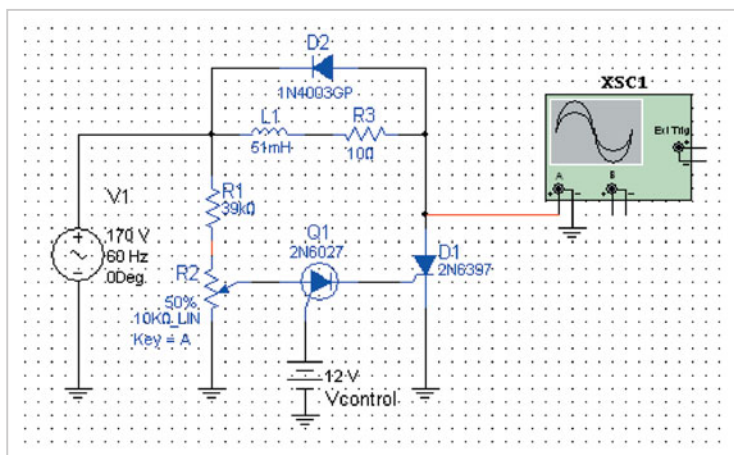 D2
1N4003GP
XSC1
L1
R3
51mH
10Ω
Ext Trig
A
B
V1
R1
39kΩ
170 V
60 Hz
0Deg
Q1
2N6027
D1
2N6397
R2
50%
10KΩ_LIN
Key = A
12 V
Vcontrol